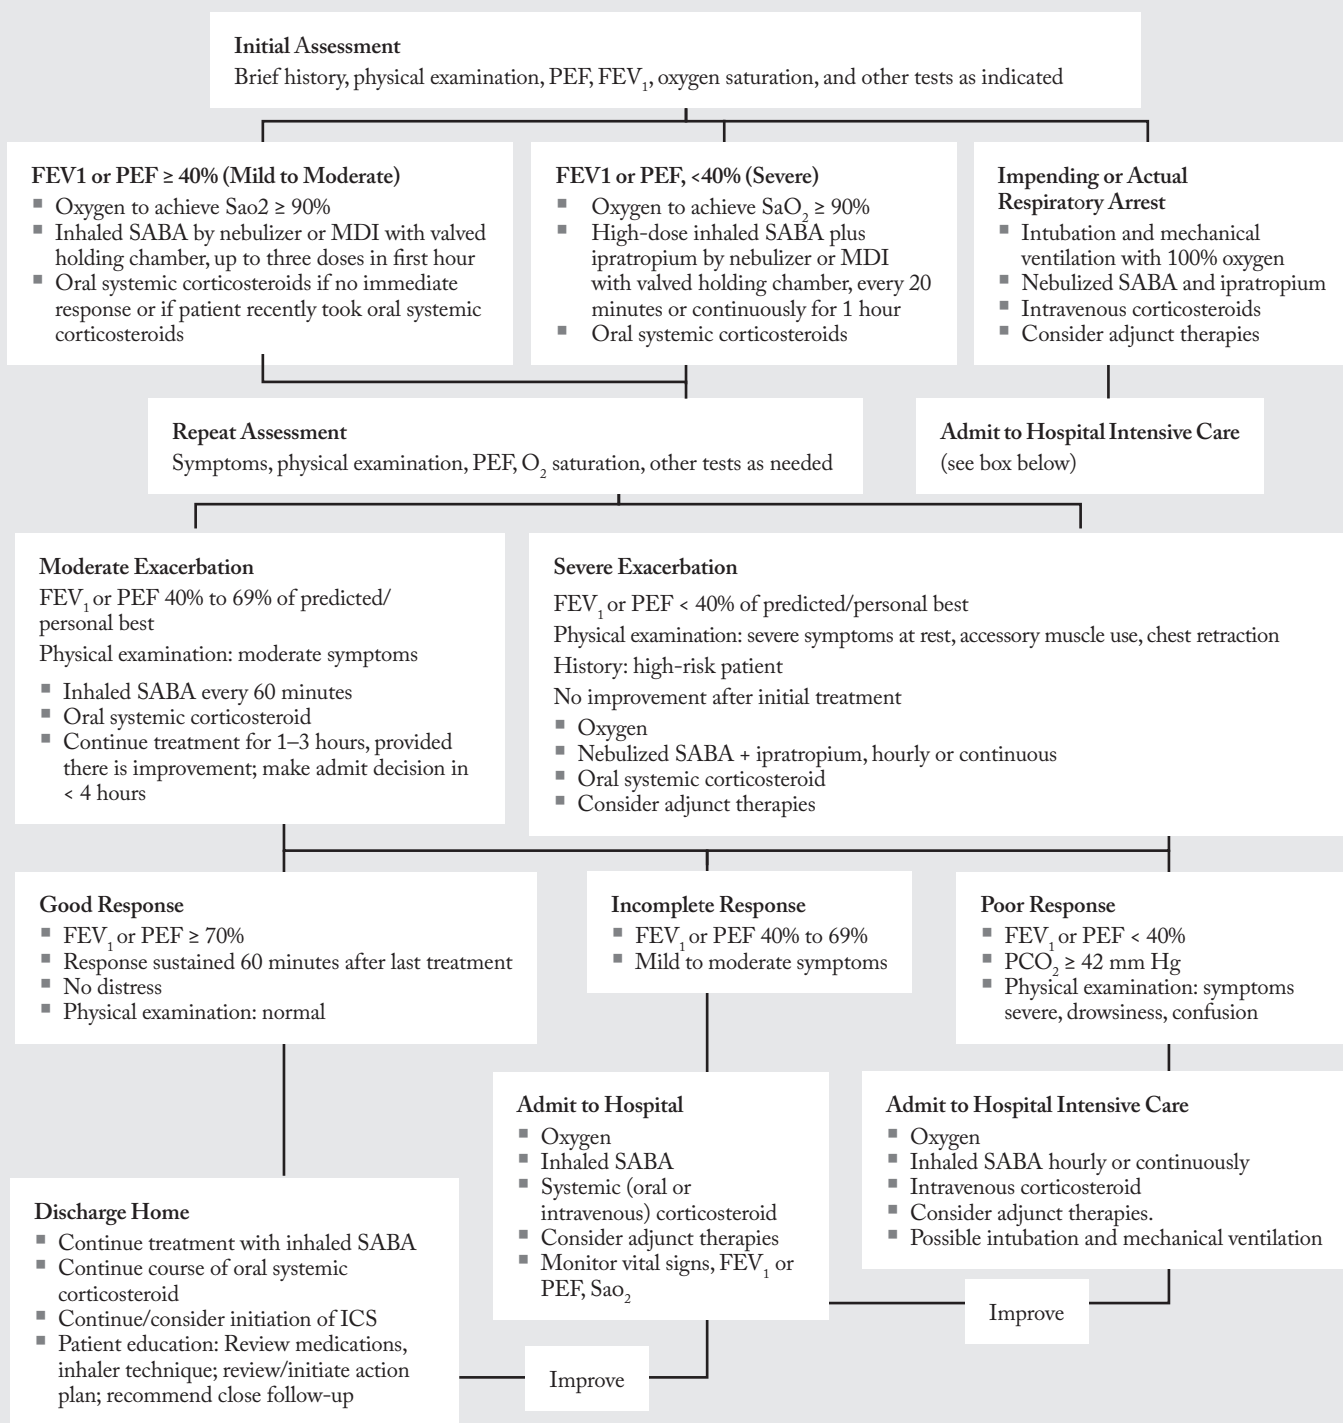 Initial Assessment
Brief history, physical examination, PEF, FEV₁, oxygen saturation, and other tests as indicated
FEV1 or PEF ≥ 40% (Mild to Moderate)
■ Oxygen to achieve Sao2 ≥ 90%
■ Inhaled SABA by nebulizer or MDI with valved
holding chamber, up to three doses in first hour
■ Oral systemic corticosteroids if no immediate
response or if patient recently took oral systemic
corticosteroids
FEV1 or PEF, <40% (Severe)
■ Oxygen to achieve SaO₂ ≥ 90%
■ High-dose inhaled SABA plus
ipratropium by nebulizer or MDI
with valved holding chamber, every 20
minutes or continuously for 1 hour
■ Oral systemic corticosteroids
Impending or Actual
Respiratory Arrest
■ Intubation and mechanical
ventilation with 100% oxygen
■ Nebulized SABA and ipratropium
■ Intravenous corticosteroids
■ Consider adjunct therapies
Repeat Assessment
Symptoms, physical examination, PEF, O₂ saturation, other tests as needed
Admit to Hospital Intensive Care
(see box below)
Moderate Exacerbation
FEV₁ or PEF 40% to 69% of predicted/
personal best
Physical examination: moderate symptoms
■ Inhaled SABA every 60 minutes
■ Oral systemic corticosteroid
■ Continue treatment for 1–3 hours, provided
there is improvement; make admit decision in
< 4 hours
Severe Exacerbation
FEV₁ or PEF < 40% of predicted/personal best
Physical examination: severe symptoms at rest, accessory muscle use, chest retraction
History: high-risk patient
No improvement after initial treatment
■ Oxygen
■ Nebulized SABA + ipratropium, hourly or continuous
■ Oral systemic corticosteroid
■ Consider adjunct therapies
Good Response
■ FEV₁ or PEF ≥ 70%
■ Response sustained 60 minutes after last treatment
■ No distress
■ Physical examination: normal
Incomplete Response
■ FEV₁ or PEF 40% to 69%
■ Mild to moderate symptoms
Poor Response
■ FEV₁ or PEF < 40%
■ PCO₂ ≥ 42 mm Hg
■ Physical examination: symptoms
severe, drowsiness, confusion
Admit to Hospital
■ Oxygen
■ Inhaled SABA
■ Systemic (oral or
intravenous) corticosteroid
■ Consider adjunct therapies
■ Monitor vital signs, FEV₁ or
PEF, Sao₂
Admit to Hospital Intensive Care
■ Oxygen
■ Inhaled SABA hourly or continuously
■ Intravenous corticosteroid
■ Consider adjunct therapies.
■ Possible intubation and mechanical ventilation
Discharge Home
■ Continue treatment with inhaled SABA
■ Continue course of oral systemic
corticosteroid
■ Continue/consider initiation of ICS
■ Patient education: Review medications,
inhaler technique; review/initiate action
plan; recommend close follow-up
Improve
Improve